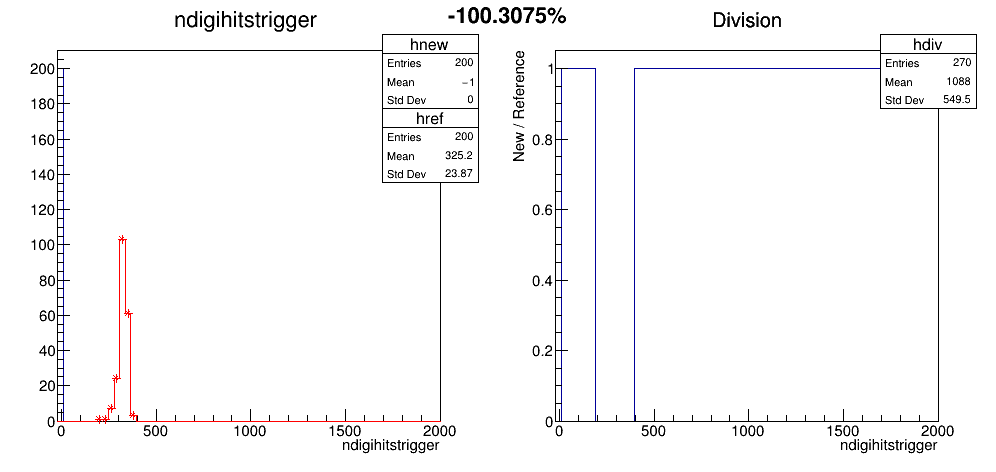 -100.3075%
ndigihitstrigger
hnew
Entries 200
Mean −1
Std Dev 0
href
Entries 200
Mean 325.2
Std Dev 23.87
200
180
160
140
120
100
80
60
40
20
0
0 500 1000 1500 2000
ndigihitstrigger
Division
hdiv
Entries 270
Mean 1088
Std Dev 549.5
New / Reference
1
0.8
0.6
0.4
0.2
0
0 500 1000 1500 2000
ndigihitstrigger